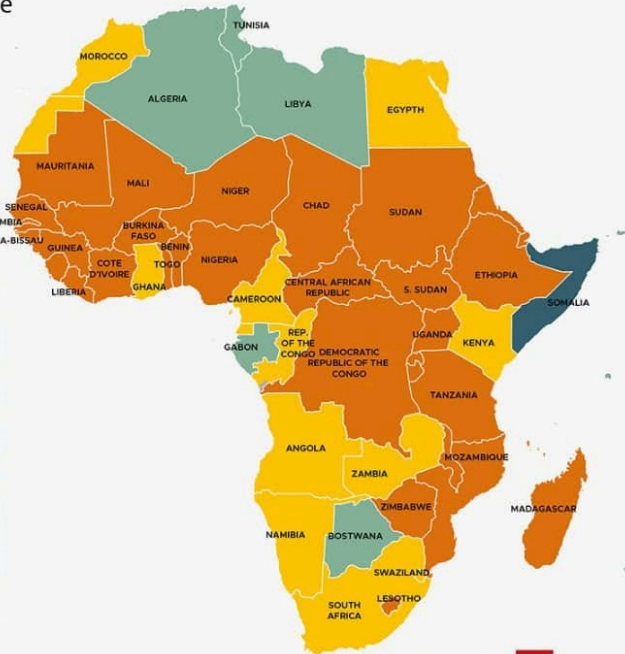 e
TUNISIA
MOROCCO
ALGERIA
LIBYA
EGYPTH
MAURITANIA
MALI
NIGER
CHAD
SUDAN
SENEGAL
MBIA
A-BISSAU
GUINEA
BURKINA
FASO
BENIN
TOGO
COTE
D'IVOIRE
GHANA
LIBERIA
NIGERIA
CAMEROON
CENTRAL AFRICAN
REPUBLIC
S. SUDAN
ETHIOPIA
SOMALIA
UGANDA
KENYA
GABON
REP.
OF THE
CONGO
DEMOCRATIC
REPUBLIC OF THE
CONGO
TANZANIA
ANGOLA
ZAMBIA
MOZAMBIQUE
ZIMBABWE
MADAGASCAR
NAMIBIA
BOSTWANA
SWAZILAND
LESOTHO
SOUTH
AFRICA